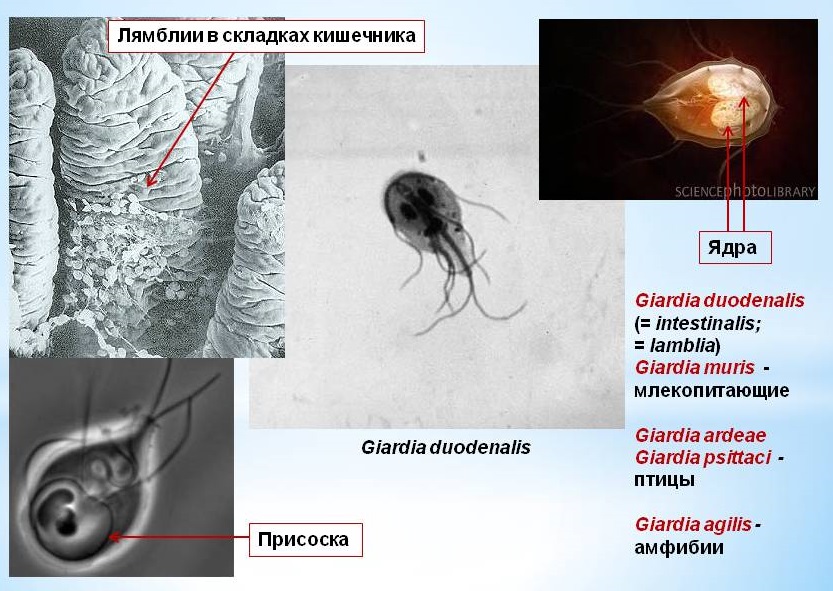 Лямблии в складках кишечника
SCIENCEphotoLIBRARY
Ядра
Giardia duodenalis
(= intestinalis;
= lamblia)
Giardia muris -
млекопитающие
Giardia ardeae
Giardia psittaci -
птицы
Giardia agilis -
амфибии
Giardia duodenalis
Присоска